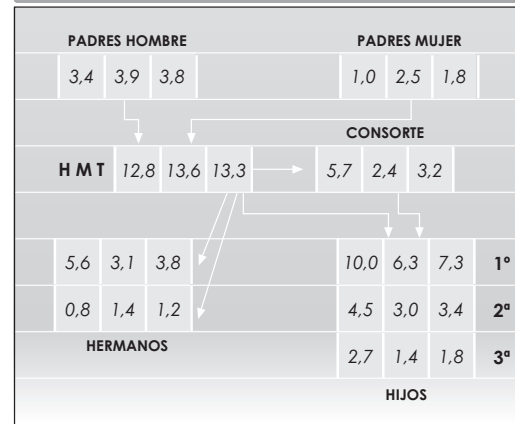 PADRES HOMBRE PADRES MUJER
3,4 3,9 3,8 1,0 2,5 1,8
CONSORTE
H M T 12,8 13,6 13,3 5,7 2,4 3,2
5,6 3,1 3,8 10,0 6,3 7,3 1º
0,8 1,4 1,2 4,5 3,0 3,4 2º
HERMANOS 2,7 1,4 1,8 3ª
HIJOS